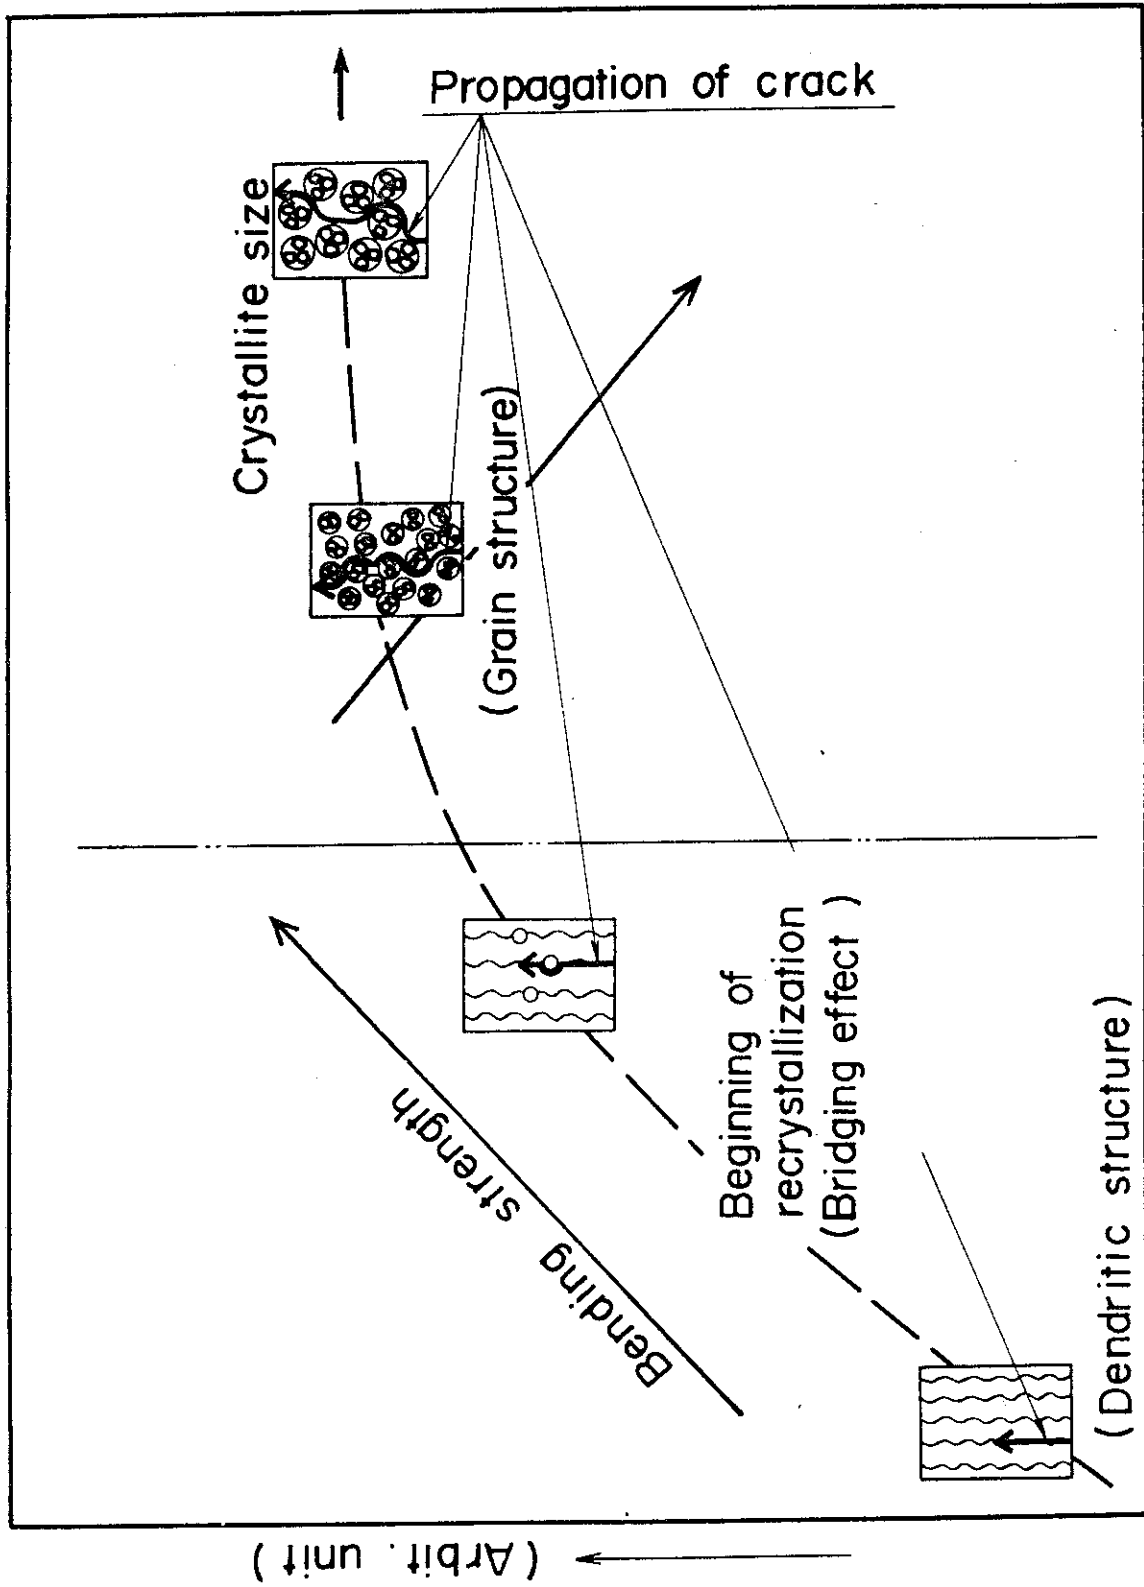 Propagation of crack
Crystallite size
(Grain structure)
Bending strength
Beginning of
recrystallization
(Bridging effect)
(Dendritic structure)
(Arbit. unit)